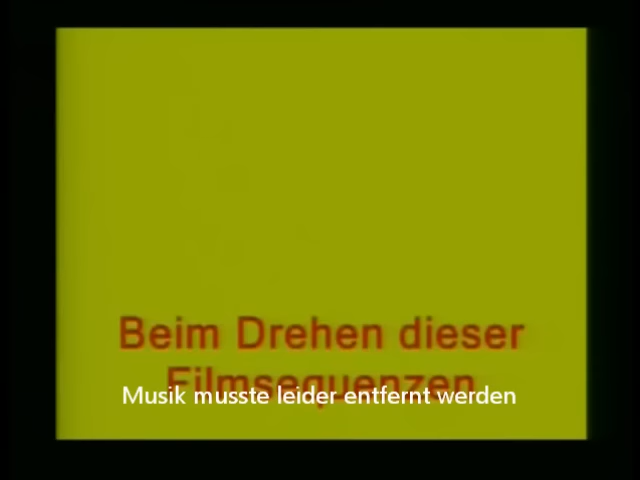 Beim Drehen dieser
Filmsequenzen
Musik musste leider entfernt werden